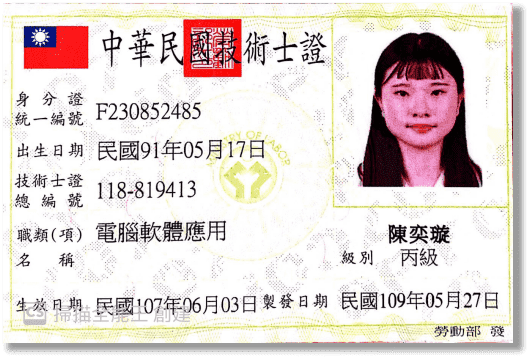 中華民國技術士證
身分證統一編號 F230852485
出生日期 民國91年05月17日
MINISTRY OF LABOR
技術士證總編號 118-819413
職類(項)名稱 電腦軟體應用
陳奕璇
級別 丙級
生效日期 民國107年06月03日 製發日期 民國109年05月27日
CS 掃描全能王 創建
勞動部 發